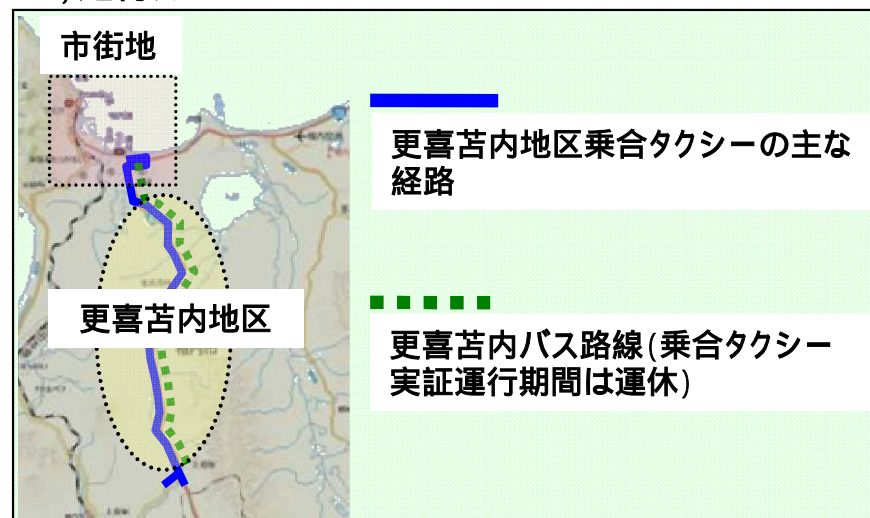 市街地
更喜苫内地区乗合タクシーの主な
経路
更喜苫内地区
更喜苫内バス路線(乗合タクシー
実証運行期間は運休)